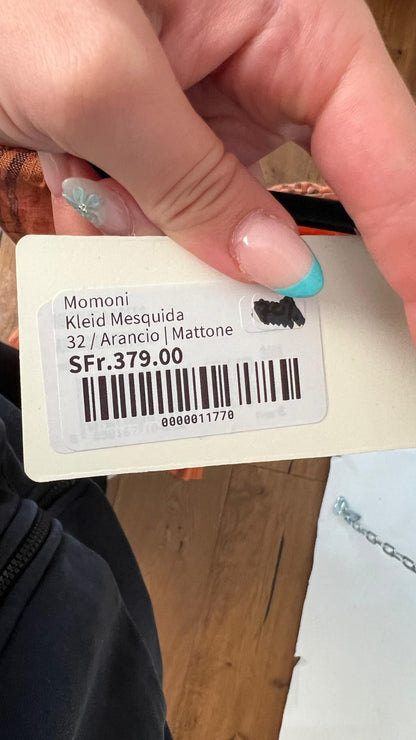 Momoni
Kleid Mesquida
32 / Arancio | Mattone
SFr.379.00
0000011770